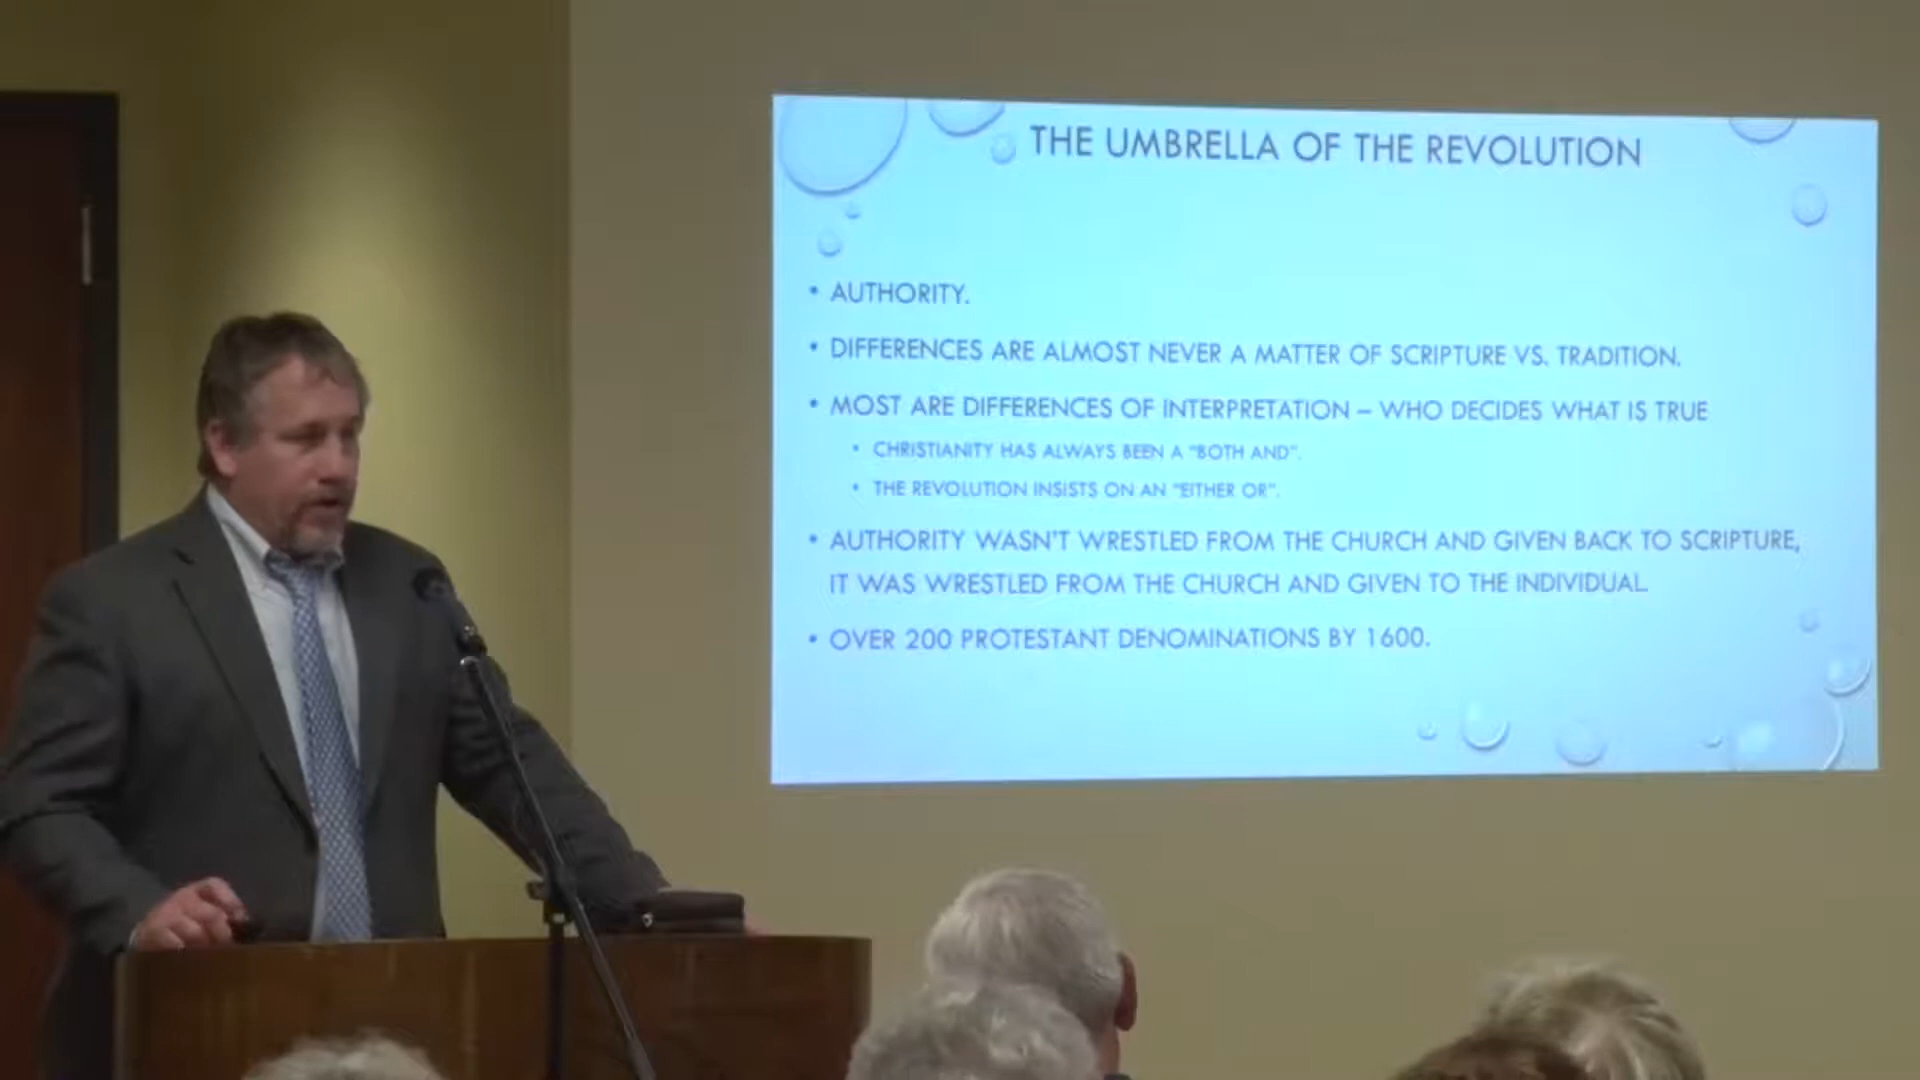 THE UMBRELLA OF THE REVOLUTION
• AUTHORITY.
• DIFFERENCES ARE ALMOST NEVER A MATTER OF SCRIPTURE VS. TRADITION.
• MOST ARE DIFFERENCES OF INTERPRETATION – WHO DECIDES WHAT IS TRUE
• CHRISTIANITY HAS ALWAYS BEEN A "BOTH AND".
• THE REVOLUTION INSISTS ON AN "EITHER OR".
• AUTHORITY WASN'T WRESTLED FROM THE CHURCH AND GIVEN BACK TO SCRIPTURE,
IT WAS WRESTLED FROM THE CHURCH AND GIVEN TO THE INDIVIDUAL.
• OVER 200 PROTESTANT DENOMINATIONS BY 1600.